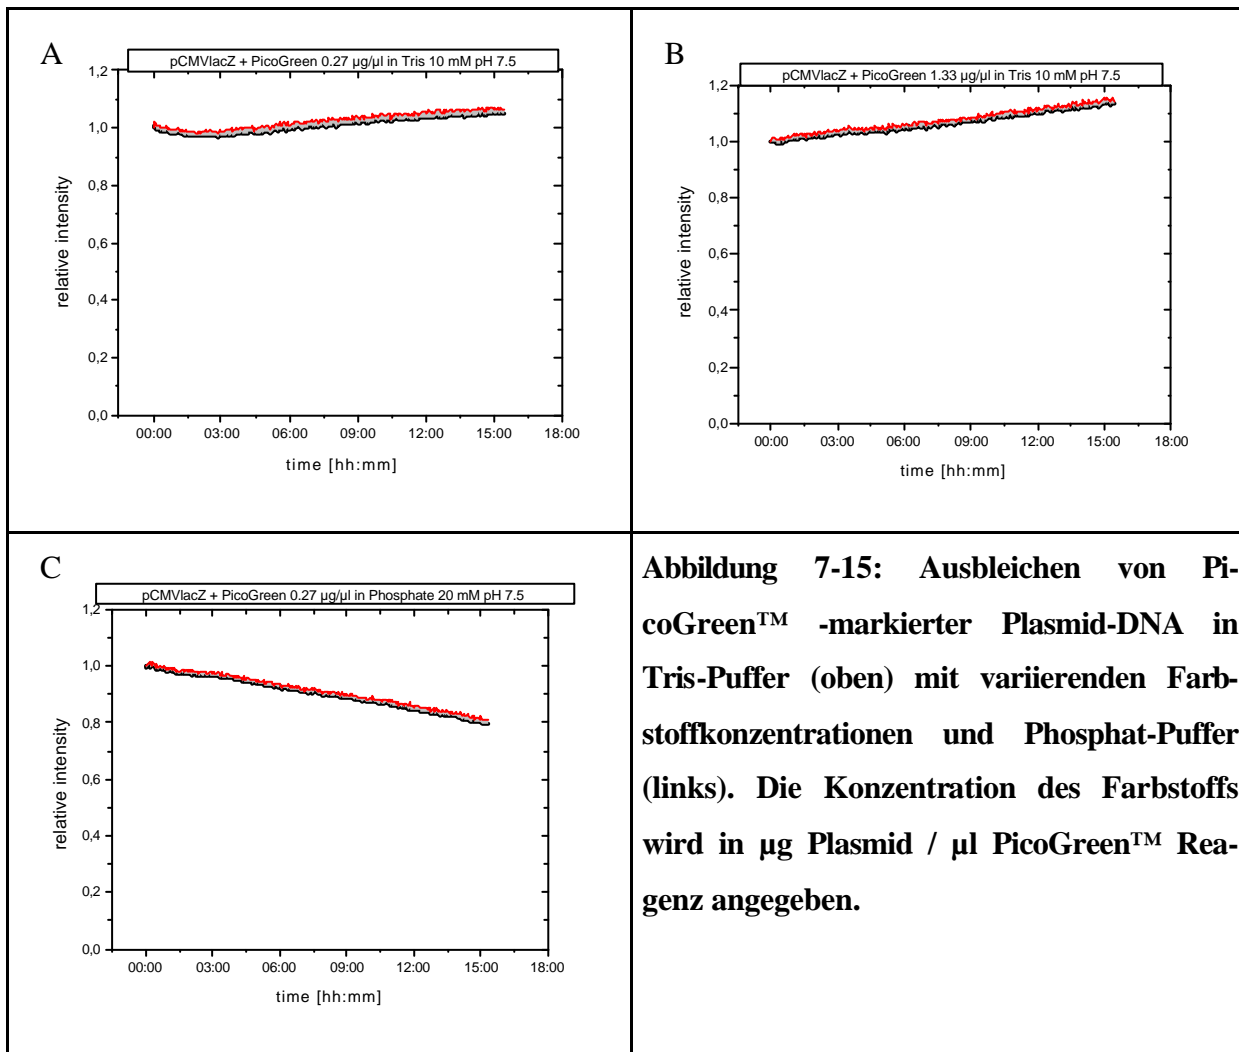 A
pCMVlacZ + PicoGreen 0.27 µg/µl in Tris 10 mM pH 7.5
1,2
1,0
0,8
0,6
0,4
0,2
0,0
relative intensity
00:00 03:00 06:00 09:00 12:00 15:00 18:00
time [hh:mm]
B
pCMVlacZ + PicoGreen 1.33 µg/µl in Tris 10 mM pH 7.5
1,2
1,0
0,8
0,6
0,4
0,2
0,0
relative intensity
00:00 03:00 06:00 09:00 12:00 15:00 18:00
time [hh:mm]
C
pCMVlacZ + PicoGreen 0.27 µg/µl in Phosphate 20 mM pH 7.5
1,2
1,0
0,8
0,6
0,4
0,2
0,0
relative intensity
00:00 03:00 06:00 09:00 12:00 15:00 18:00
time [hh:mm]
Abbildung 7-15: Ausbleichen von Pi-
coGreen™ -markierter Plasmid-DNA in
Tris-Puffer (oben) mit variierenden Farb-
stoffkonzentrationen und Phosphat-Puffer
(links). Die Konzentration des Farbstoffs
wird in µg Plasmid / µl PicoGreen™ Rea-
genz angegeben.